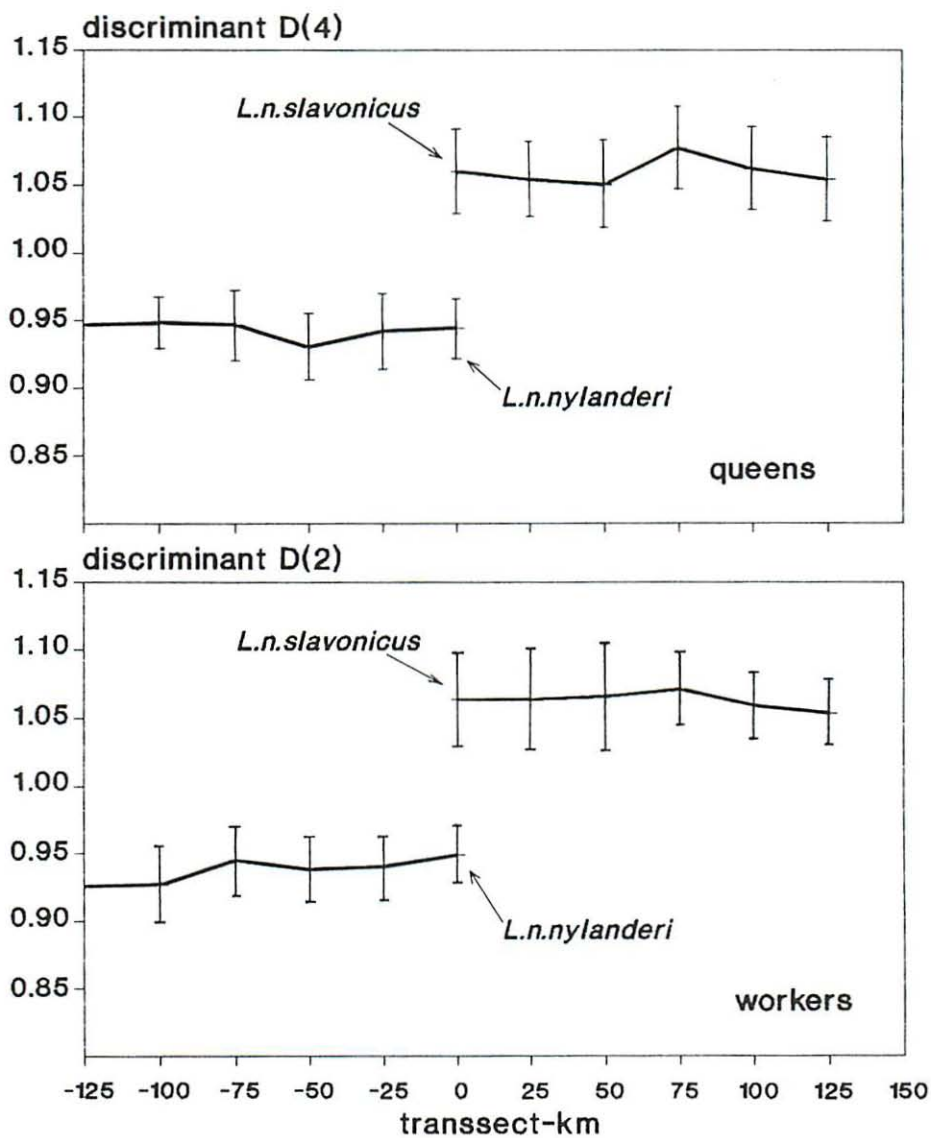 discriminant D(4)
1.15
1.10
L.n.slavonicus
1.05
1.00
0.95
0.90
L.n.nylanderi
0.85
queens
discriminant D(2)
1.15
1.10
L.n.slavonicus
1.05
1.00
0.95
0.90
L.n.nylanderi
0.85
workers
-125 -100 -75 -50 -25 0 25 50 75 100 125 150
transsect-km